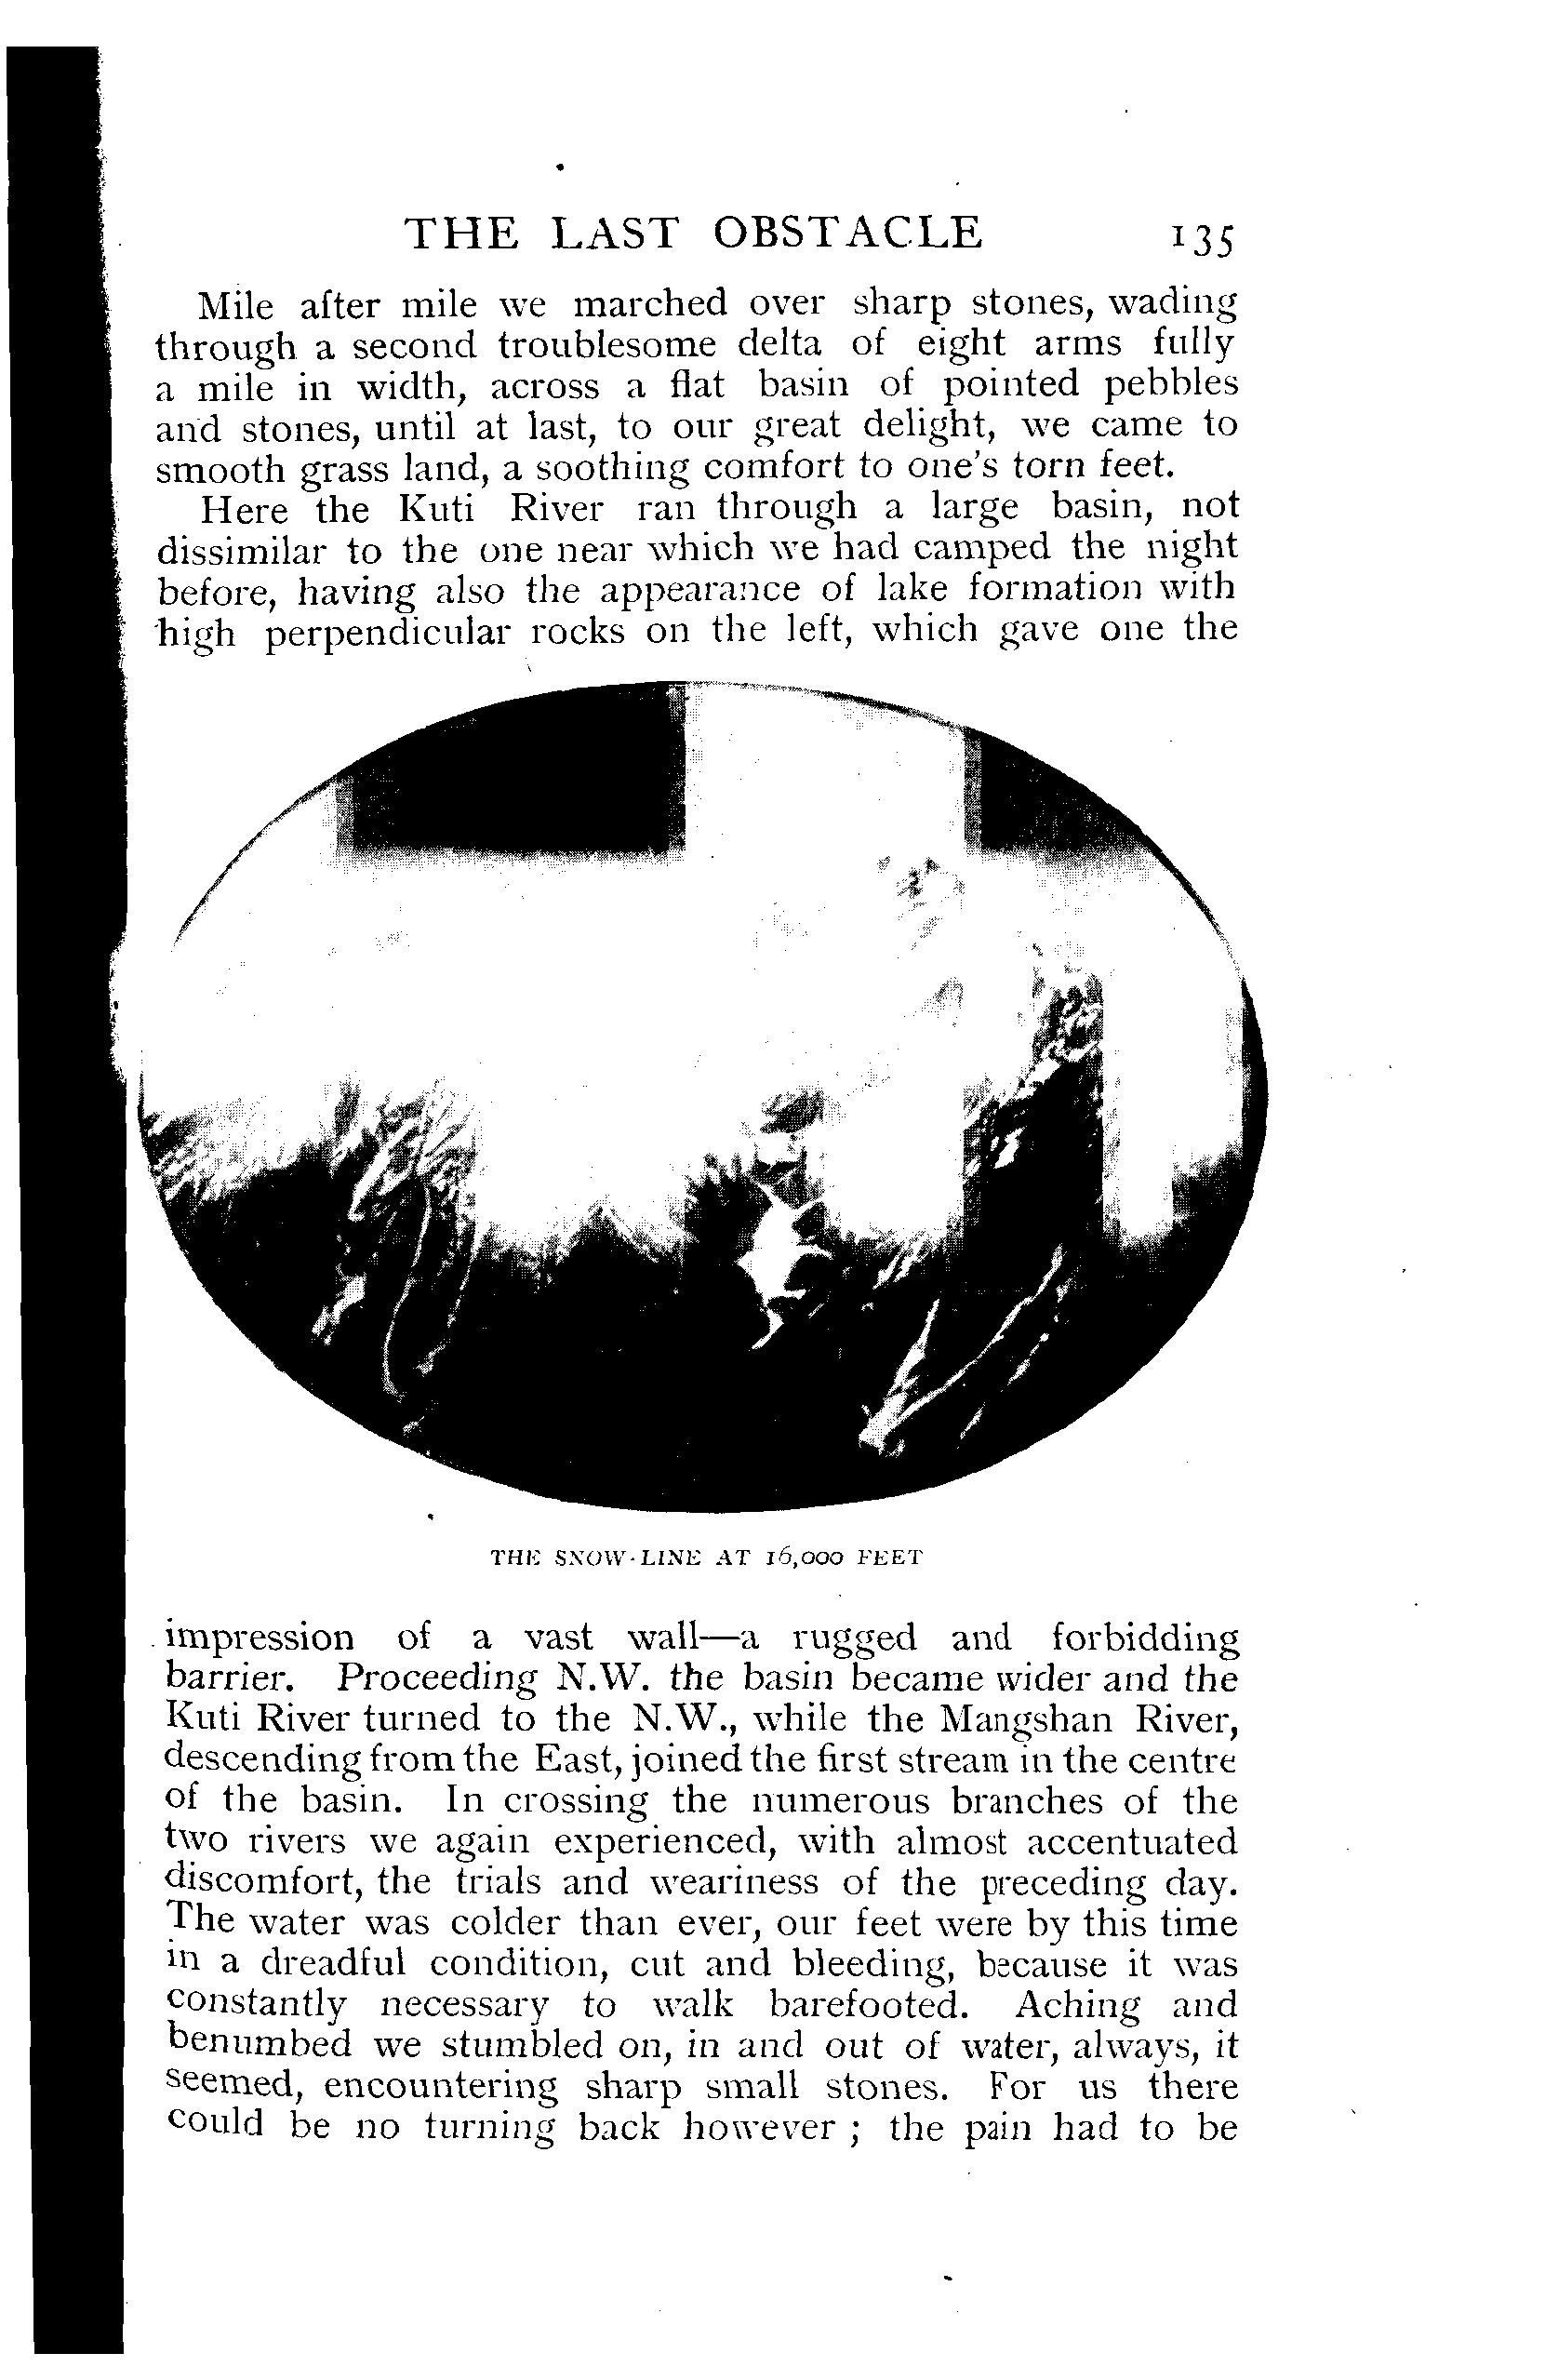 THE LAST OBSTACLE 135
Mile after mile we marched over sharp stones, wading
through a second troublesome delta of eight arms fully
a mile in width, across a flat basin of pointed pebbles
and stones, until at last, to our great delight, we came to
smooth grass land, a soothing comfort to one's torn feet.
Here the Kuti River ran through a large basin, not
dissimilar to the one near which we had camped the night
before, having also the appearance of lake formation with
high perpendicular rocks on the left, which gave one the
THE SNOW-LINE AT 16,000 FEET
impression of a vast wall—a rugged and forbidding
barrier. Proceeding N.W. the basin became wider and the
Kuti River turned to the N.W., while the Mangshan River,
descending from the East, joined the first stream in the centre
of the basin. In crossing the numerous branches of the
two rivers we again experienced, with almost accentuated
discomfort, the trials and weariness of the preceding day.
The water was colder than ever, our feet were by this time
in a dreadful condition, cut and bleeding, because it was
constantly necessary to walk barefooted. Aching and
benumbed we stumbled on, in and out of water, always, it
seemed, encountering sharp small stones. For us there
could be no turning back however ; the pain had to be